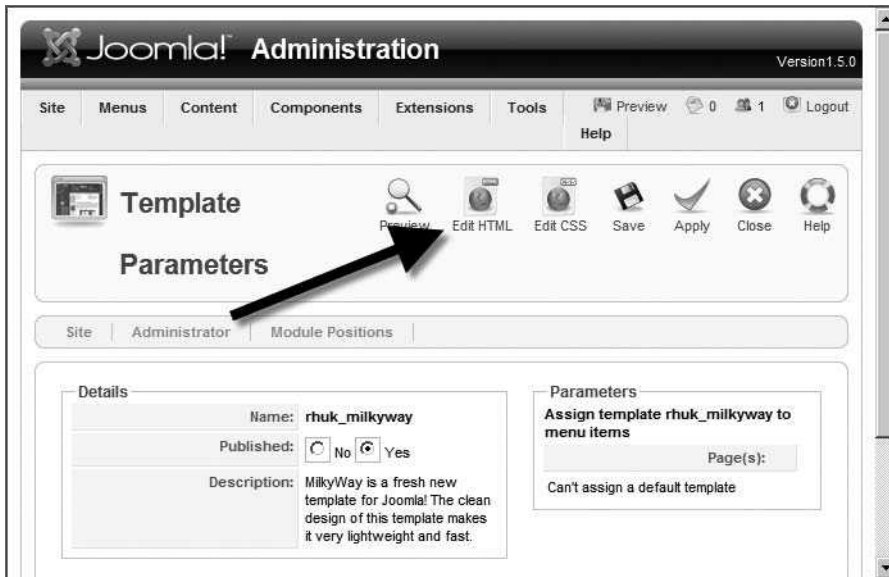 Joomla! Administration
Version1.5.0
Site Menus Content Components Extensions Tools Preview 0 1 Logout
Help
Template
Parameters
Preview Edit HTML Edit CSS Save Apply Close Help
Site Administrator Module Positions
Details
Name: rhuk_milkyway
Published: No Yes
Description: MilkyWay is a fresh new
template for Joomla! The clean
design of this template makes
it very lightweight and fast.
Parameters
Assign template rhuk_milkyway to
menu items
Page(s):
Can't assign a default template